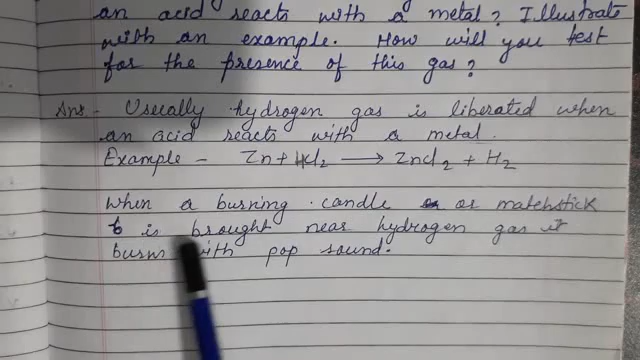 an acid reacts with a metal? Illustrate
with an example. How will you test
for the presence of this gas?
Ans - Usually hydrogen gas is liberated when
an acid reacts with a metal.
Example - Zn + Hcl2 → Zncl2 + H2
When a burning candle or matchstick
is brought near hydrogen gas it
burns with pop sound.